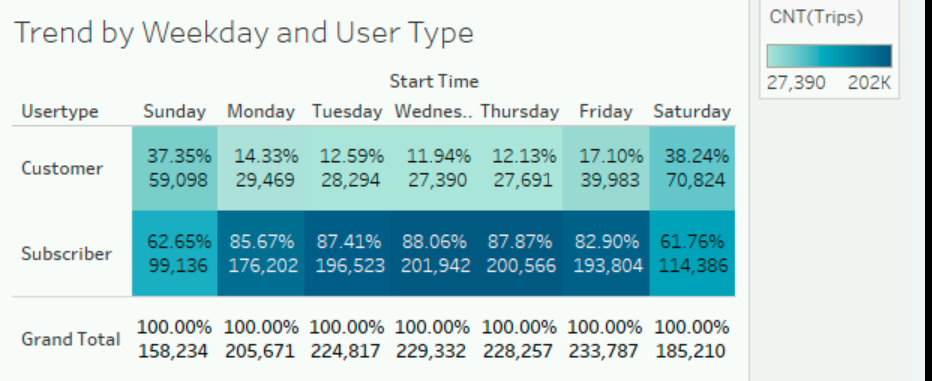 Trend by Weekday and User Type
CNT(Trips)
27,390 202K
Start Time
Usertype Sunday Monday Tuesday Wednes.. Thursday Friday Saturday
Customer
37.35% 14.33% 12.59% 11.94% 12.13% 17.10% 38.24%
59,098 29,469 28,294 27,390 27,691 39,983 70,824
Subscriber
62.65% 85.67% 87.41% 88.06% 87.87% 82.90% 61.76%
99,136 176,202 196,523 201,942 200,566 193,804 114,386
Grand Total
100.00% 100.00% 100.00% 100.00% 100.00% 100.00% 100.00%
158,234 205,671 224,817 229,332 228,257 233,787 185,210